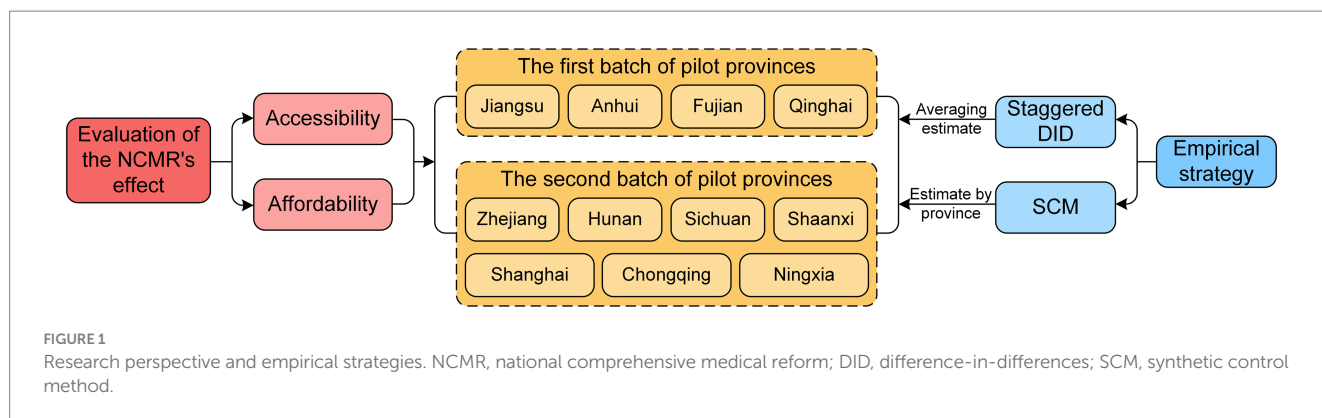 Evaluation of
the NCMR's
effect
Accessibility
Affordability
The first batch of pilot provinces
Jiangsu
Anhui
Fujian
Qinghai
The second batch of pilot provinces
Zhejiang
Hunan
Sichuan
Shaanxi
Shanghai
Chongqing
Ningxia
Averaging
estimate
Estimate by
province
Staggered
DID
SCM
Empirical
strategy
FIGURE 1
Research perspective and empirical strategies. NCMR, national comprehensive medical reform; DID, difference-in-differences; SCM, synthetic control
method.